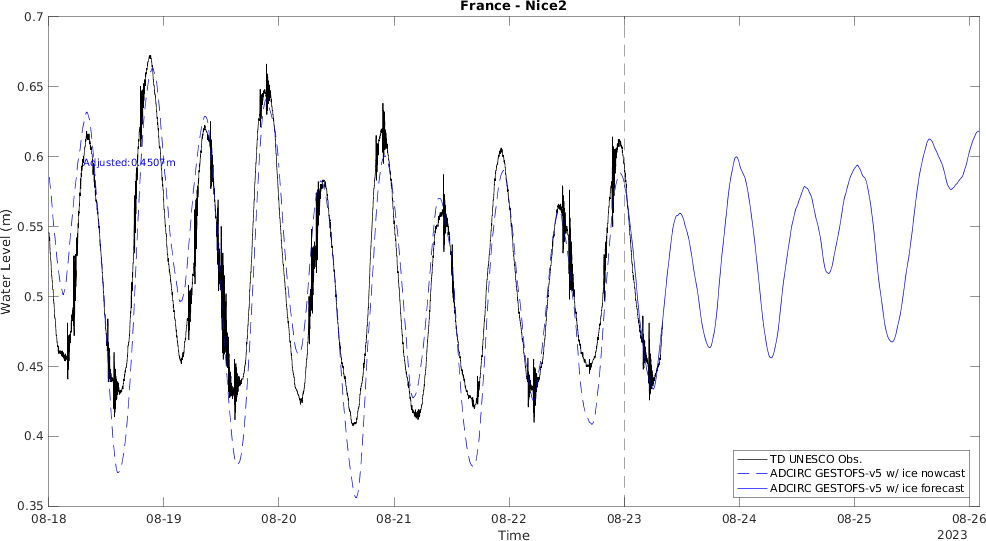 France - Nice2
0.7
0.65
0.6
0.55
0.5
0.45
0.4
0.35
Water Level (m)
Adjusted:0.4507m
TD UNESCO Obs.
ADCIRC GESTOFS-v5 w/ ice nowcast
ADCIRC GESTOFS-v5 w/ ice forecast
08-18 08-19 08-20 08-21 08-22 08-23 08-24 08-25 08-26
Time
2023